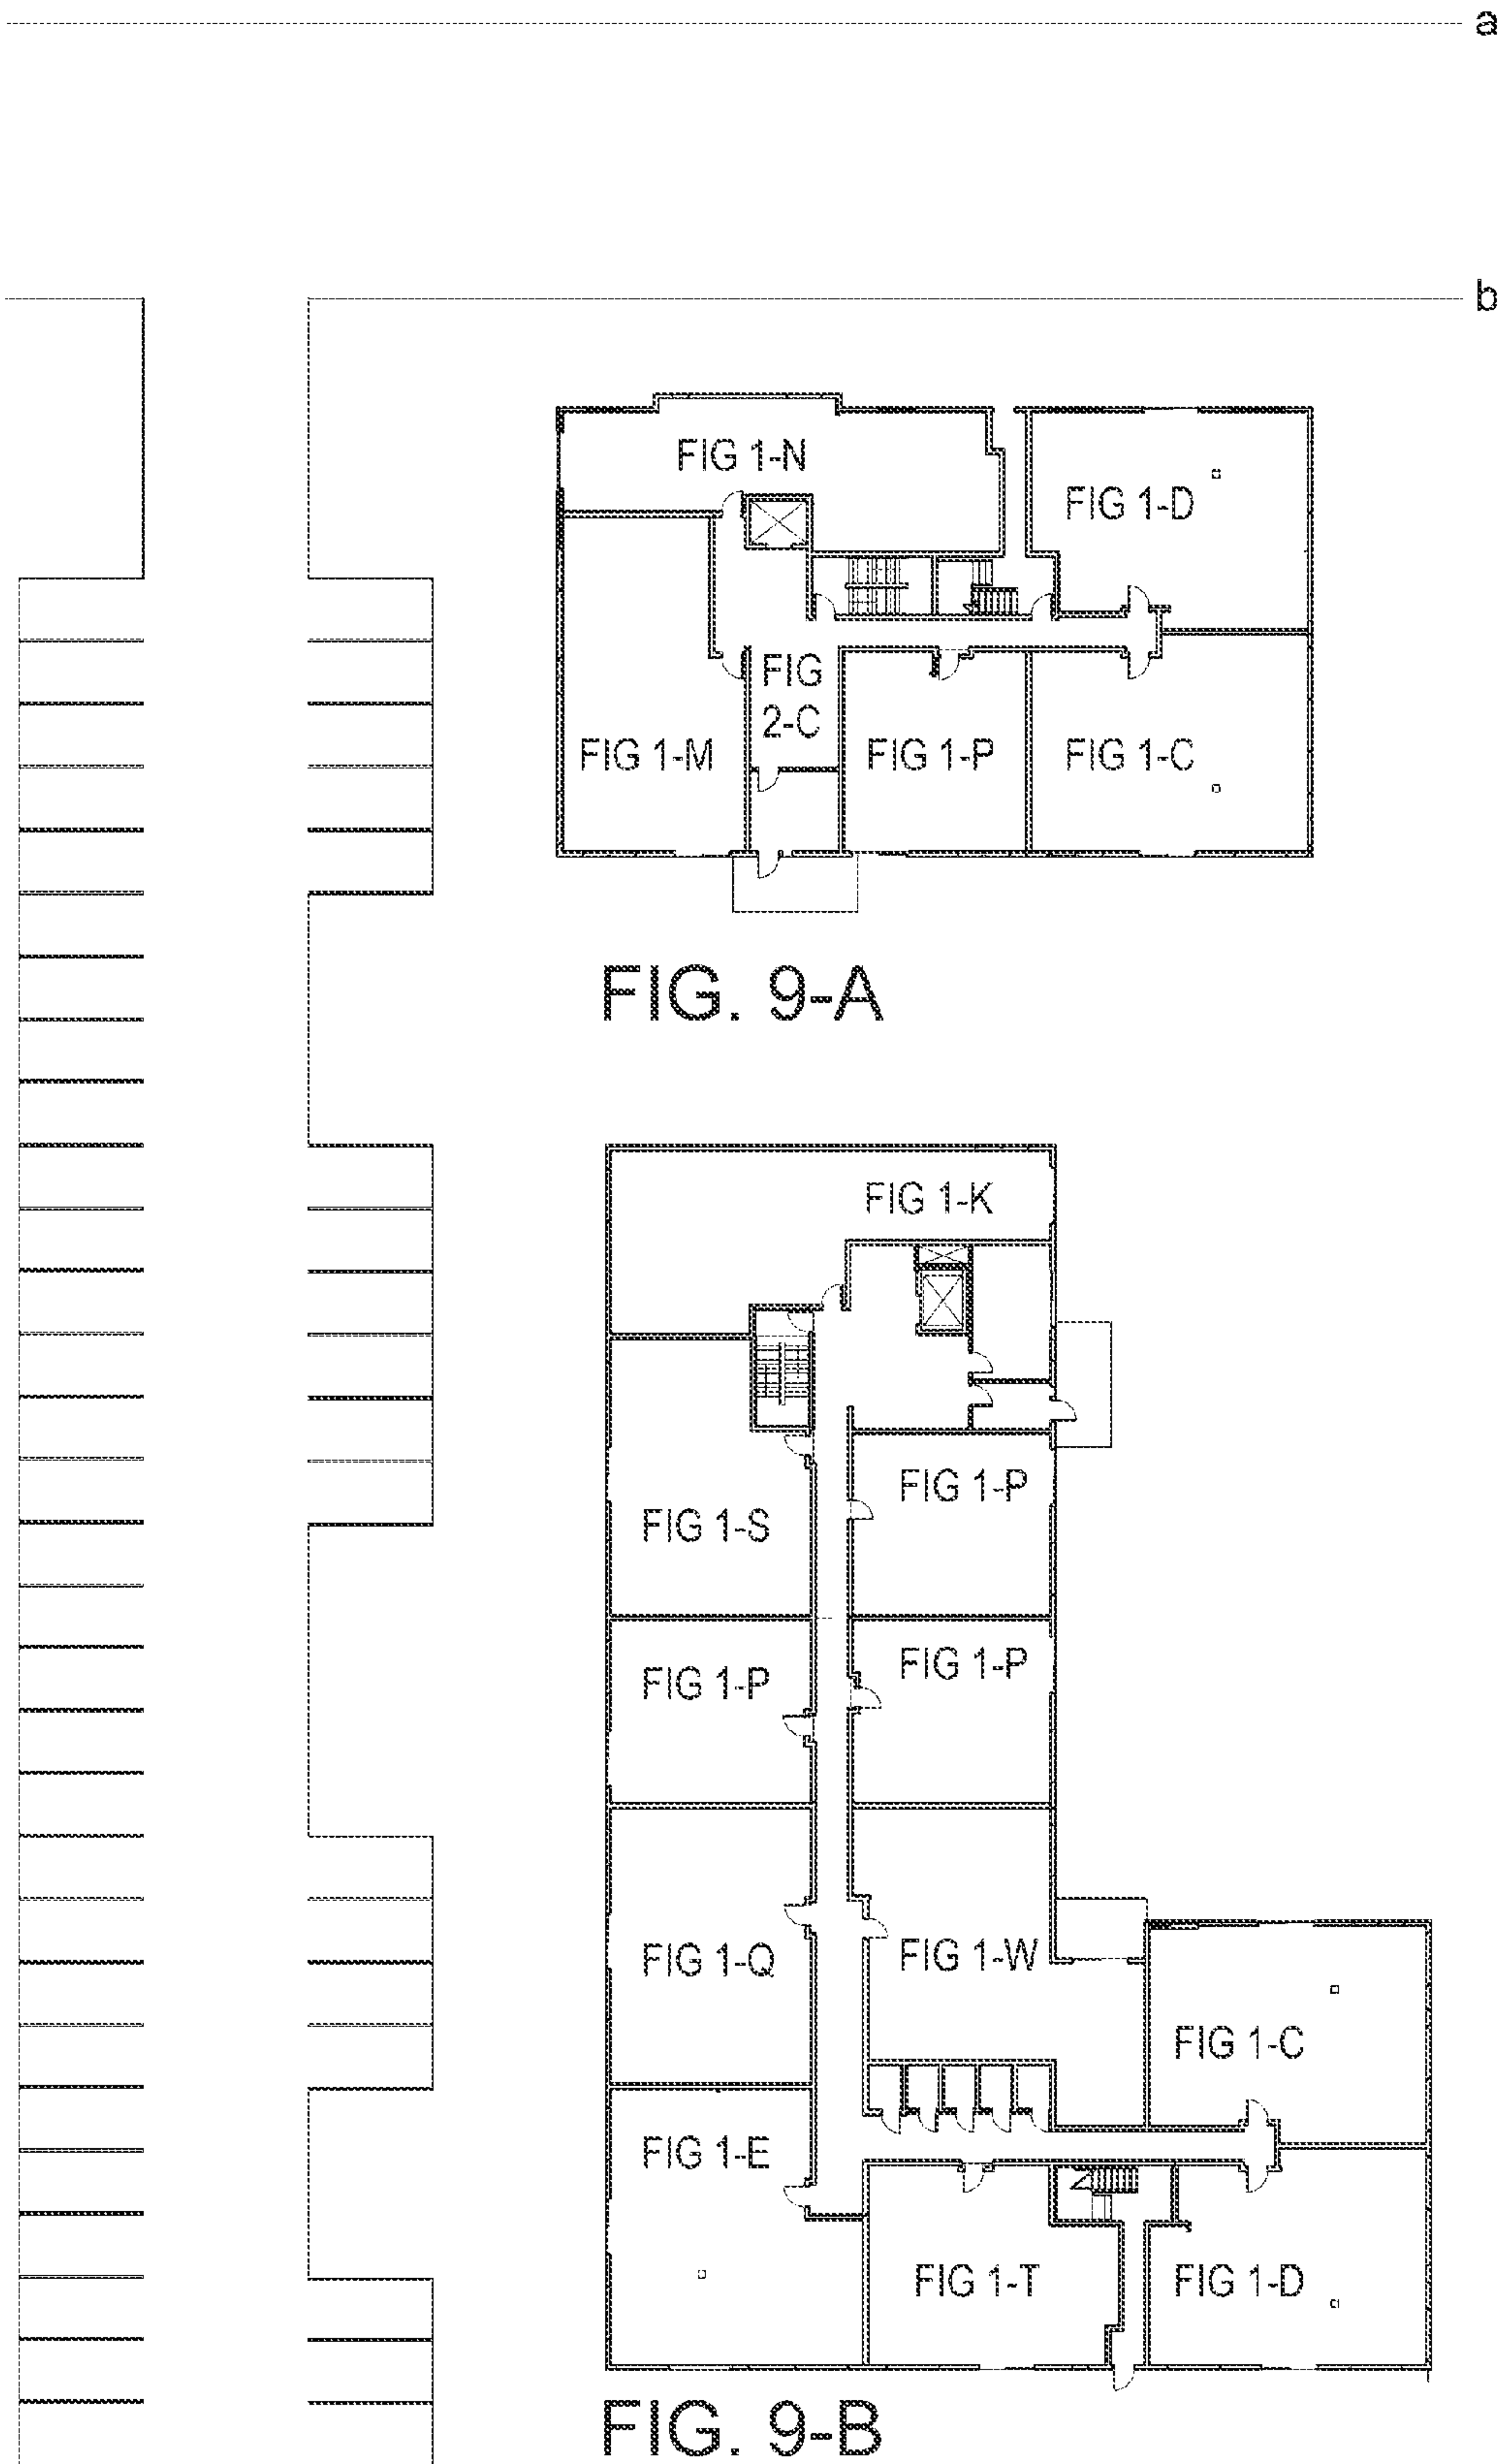 a
b
FIG 1-N
FIG 1-D
FIG
2-C
FIG 1-M
FIG 1-P
FIG 1-C
FIG. 9-A
FIG 1-K
FIG 1-P
FIG 1-S
FIG 1-P
FIG 1-P
FIG 1-Q
FIG 1-W
FIG 1-C
FIG 1-E
FIG 1-T
FIG 1-D
FIG. 9-B